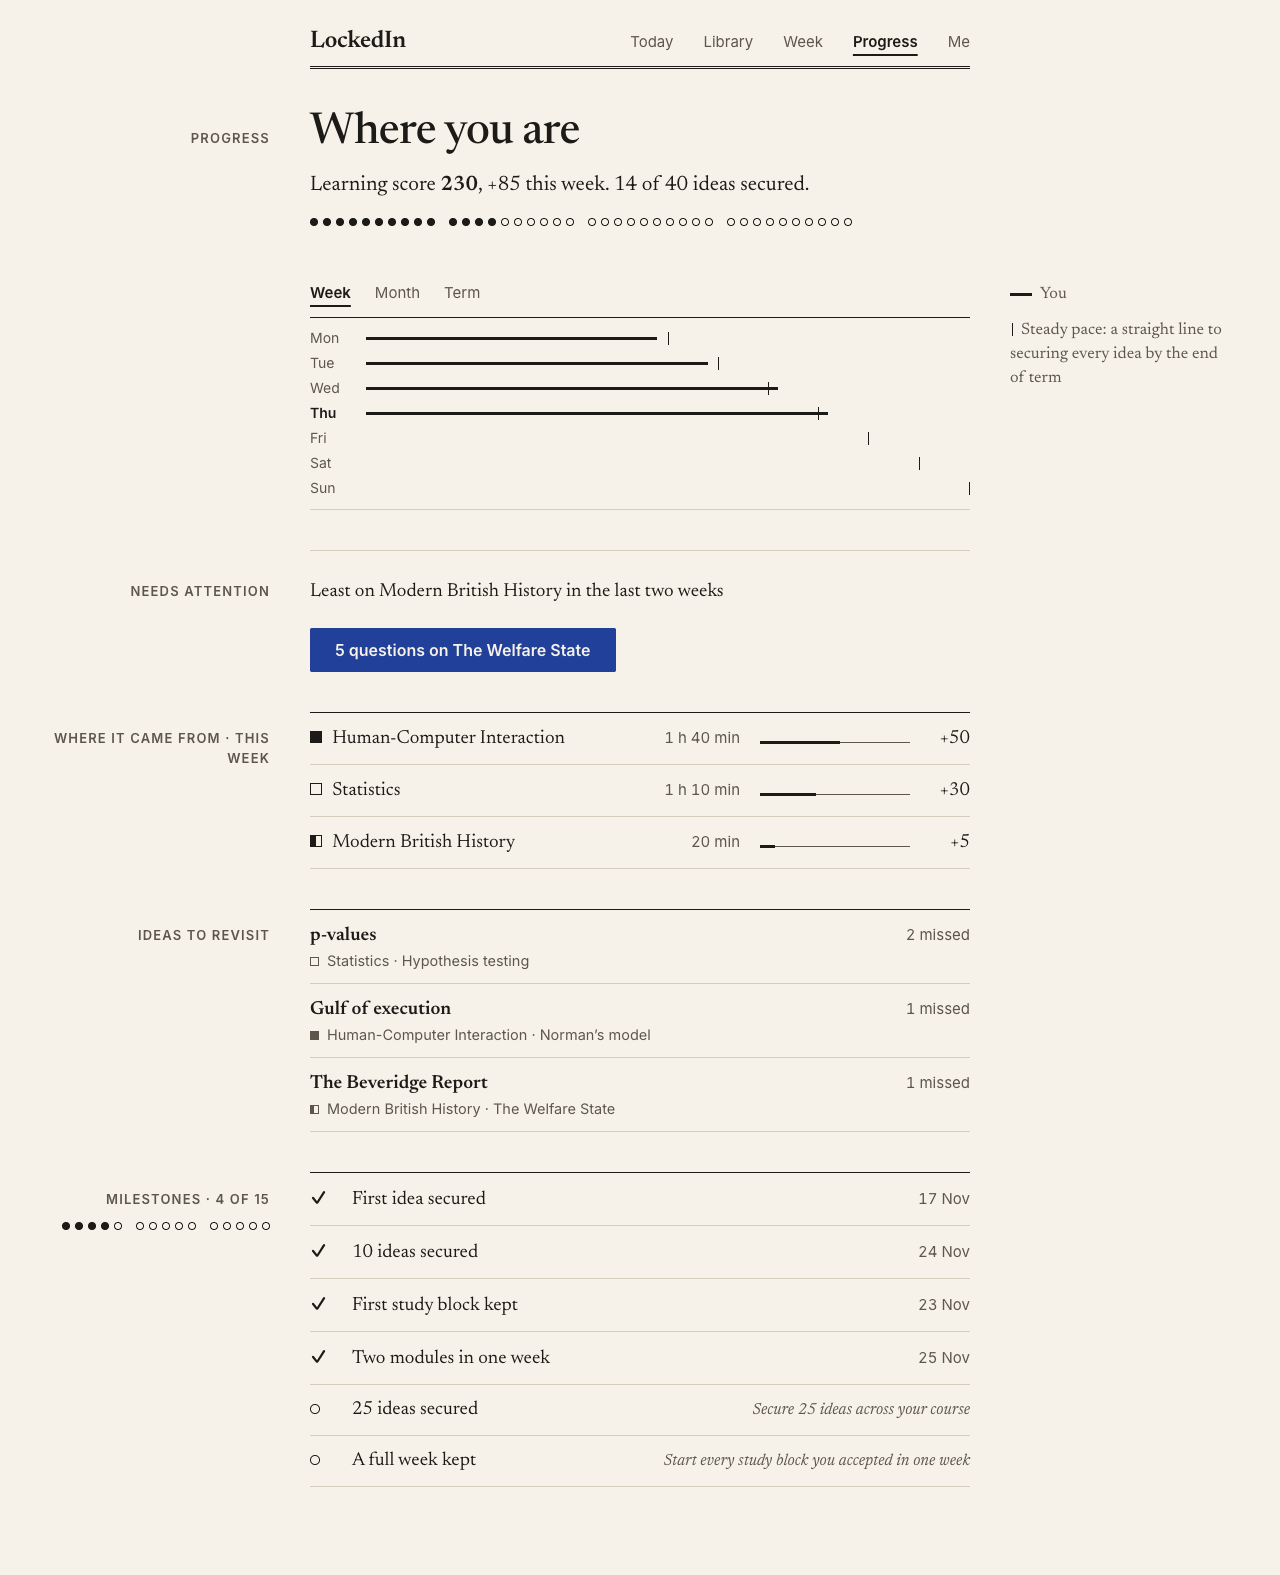 LockedIn
Today Library Week Progress Me
PROGRESS
Where you are
Learning score 230, +85 this week. 14 of 40 ideas secured.
Week Month Term
You
Steady pace: a straight line to
securing every idea by the end
of term
Mon
Tue
Wed
Thu
Fri
Sat
Sun
NEEDS ATTENTION
Least on Modern British History in the last two weeks
5 questions on The Welfare State
WHERE IT CAME FROM · THIS
WEEK
Human-Computer Interaction 1 h 40 min +50
Statistics 1 h 10 min +30
Modern British History 20 min +5
IDEAS TO REVISIT
p-values 2 missed
Statistics · Hypothesis testing
Gulf of execution 1 missed
Human-Computer Interaction · Norman’s model
The Beveridge Report 1 missed
Modern British History · The Welfare State
MILESTONES · 4 OF 15
First idea secured 17 Nov
10 ideas secured 24 Nov
First study block kept 23 Nov
Two modules in one week 25 Nov
25 ideas secured Secure 25 ideas across your course
A full week kept Start every study block you accepted in one week